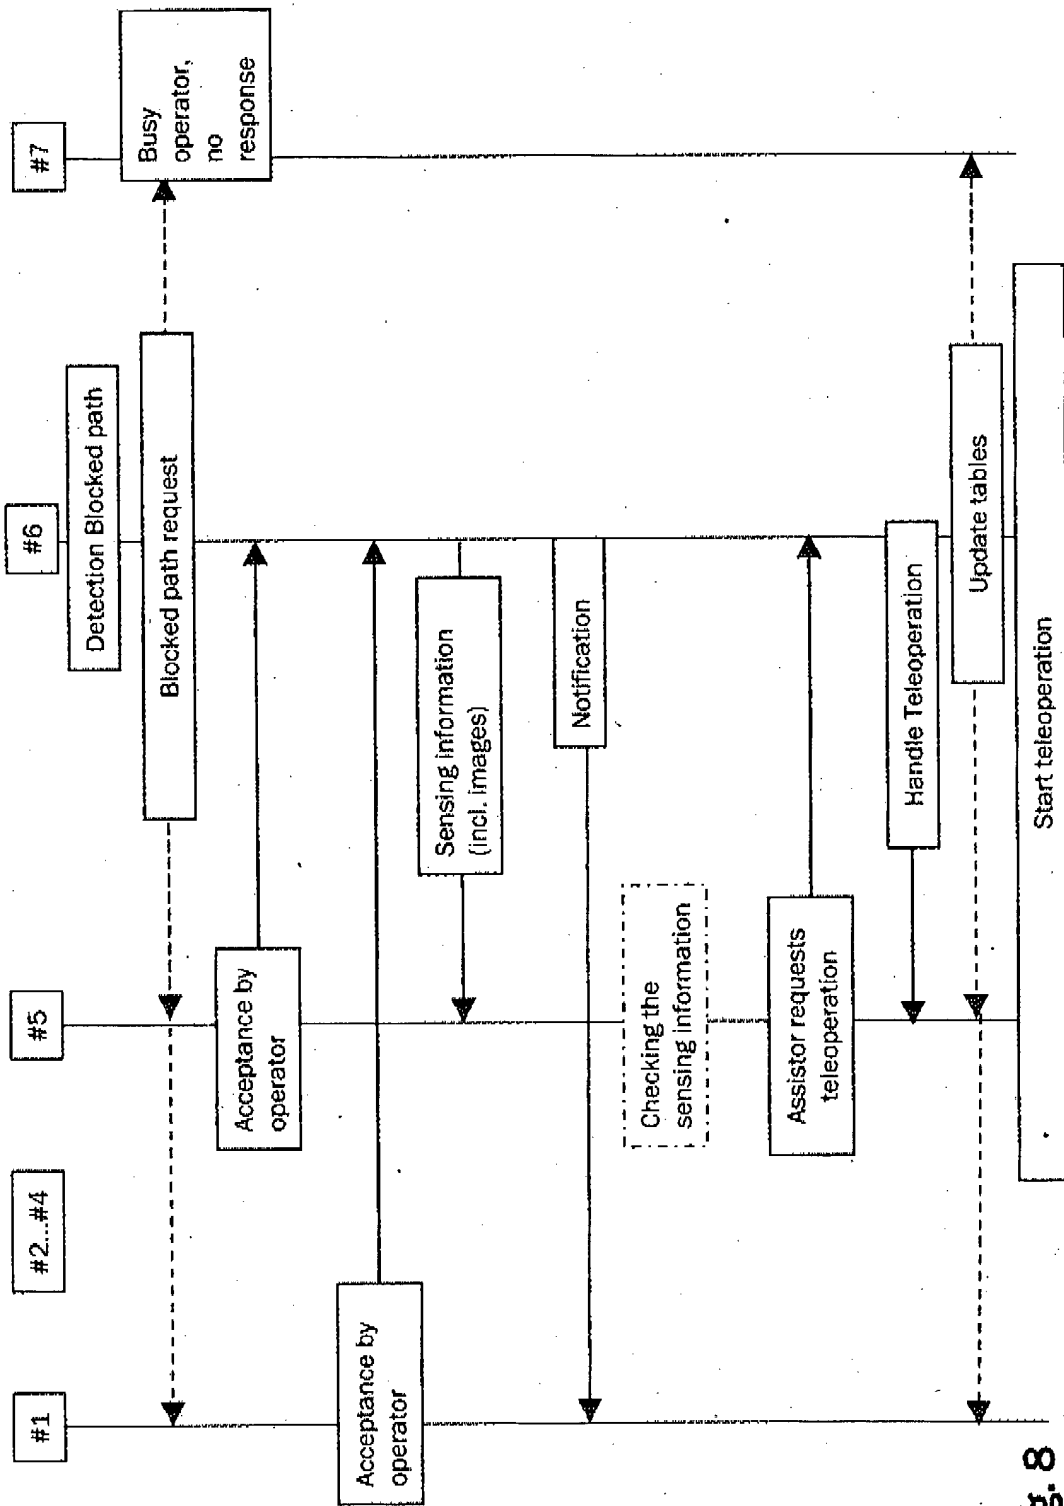 #1
#2...#4
#5
#6
#7
Detection Blocked path
Blocked path request
Busy
operator,
no
response
Acceptance by
operator
Acceptance by
operator
Sensing information
(incl. images)
Notification
Checking the
sensing information
Assistor requests
teleoperation
Handle Teleoperation
Update tables
Start teleoperation
8